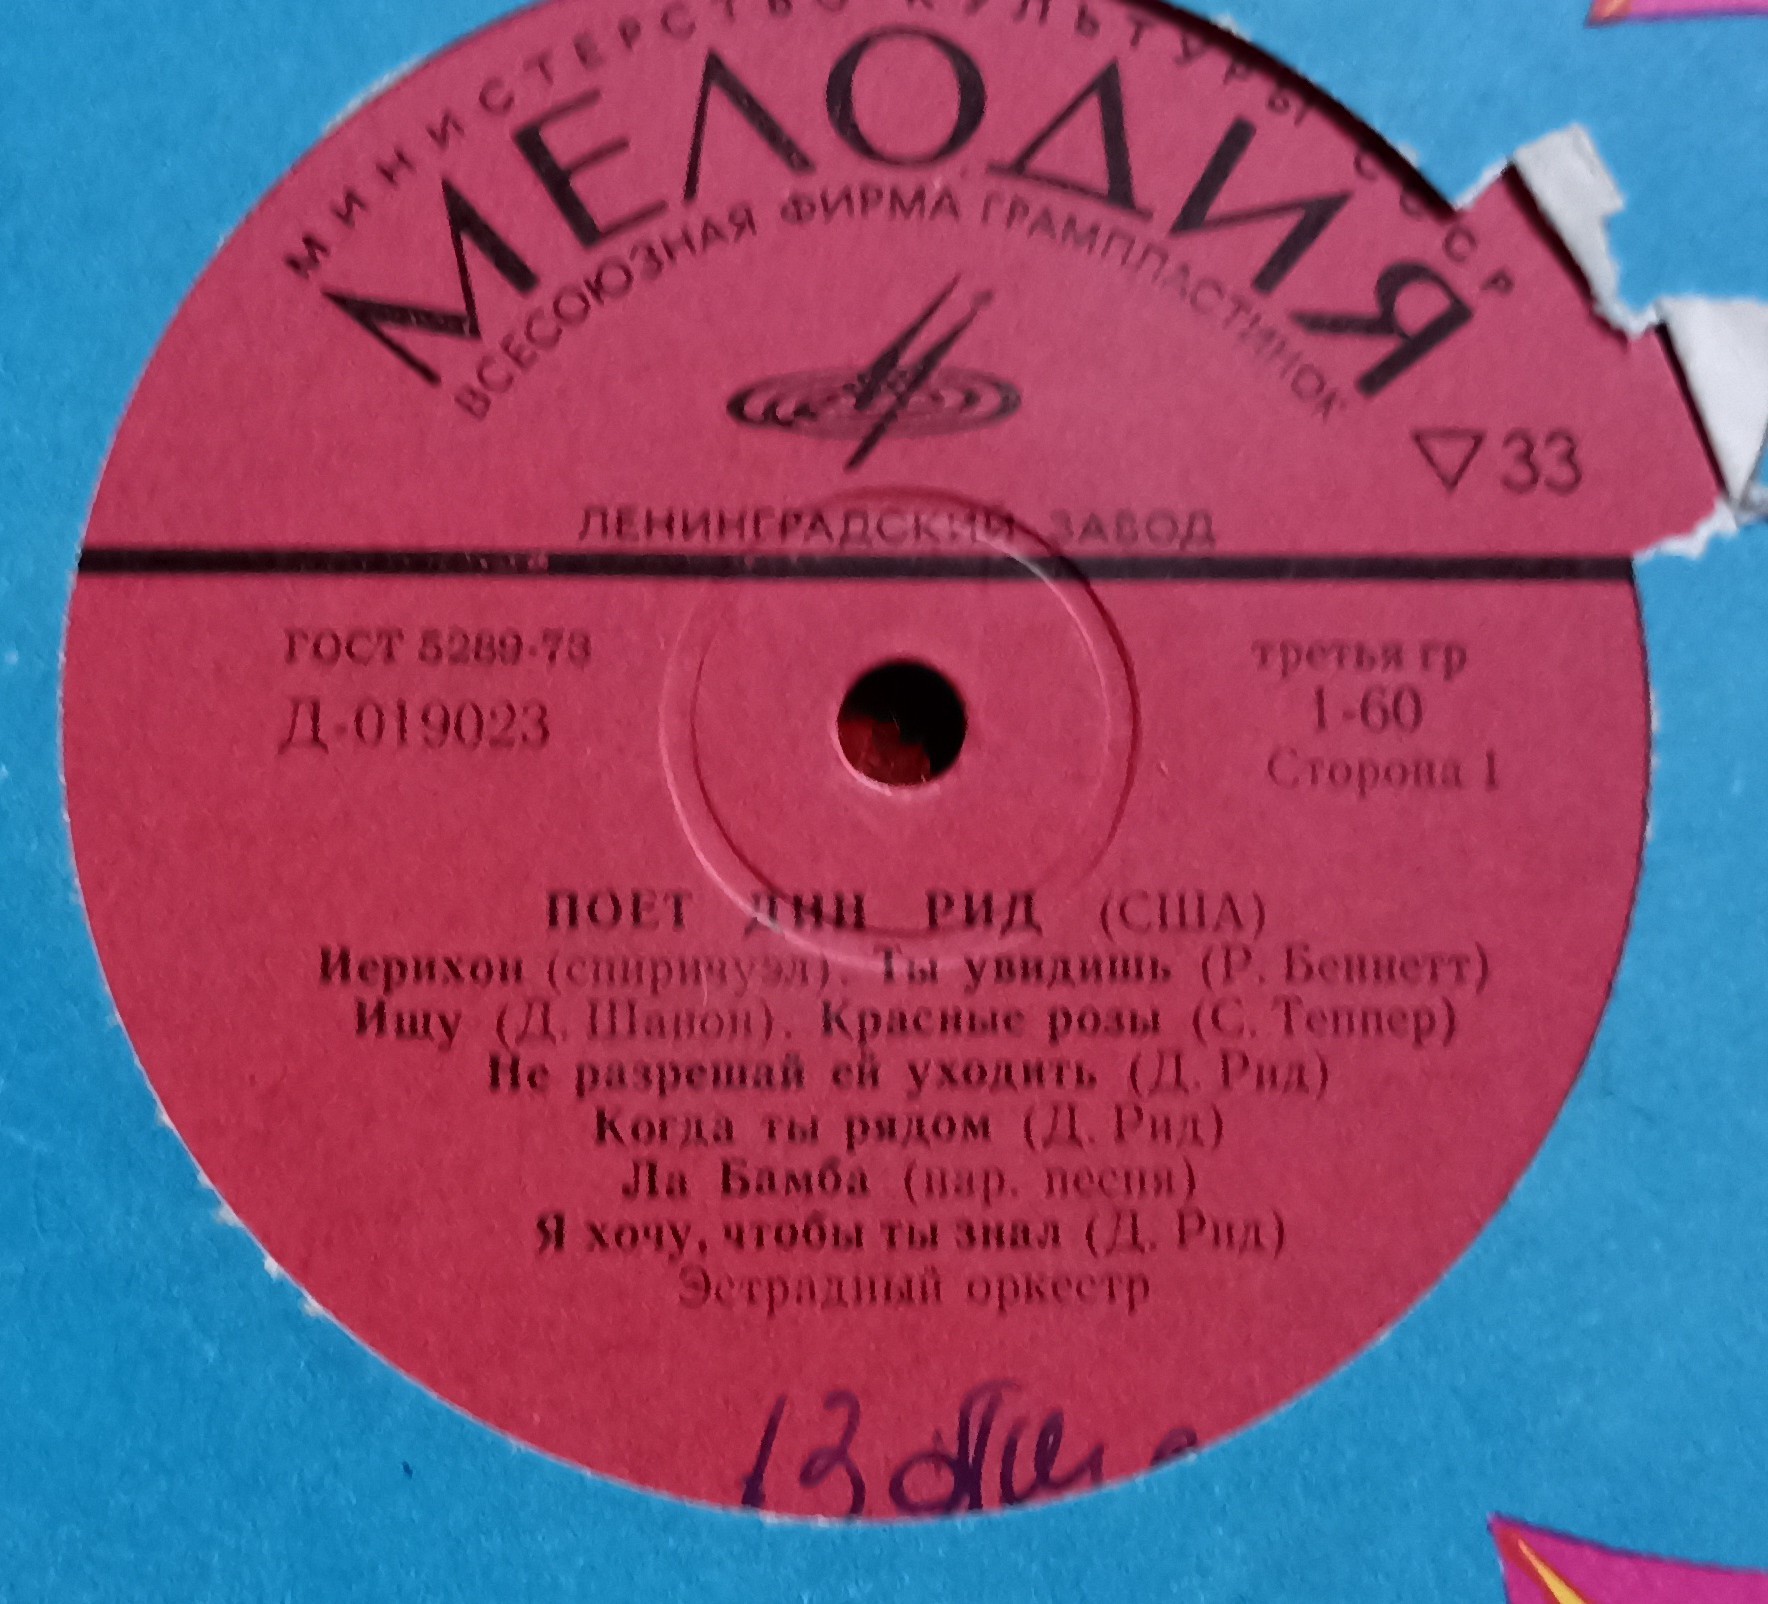 МИНИСТЕРСТВО КУЛЬТУРЫ СССР
МЕЛОДИЯ
ВСЕСОЮЗНАЯ ФИРМА ГРАМПЛАСТИНОК
▽33
ЛЕНИНГРАДСКИЙ ЗАВОД
ГОСТ 5289-73
Д-019023
третья гр
1-60
Сторона 1
ПОЕТ ДИН РИД (США)
Иерихон (спиричуэл). Ты увидишь (Р. Беннетт)
Ищу (Д. Шанон). Красные розы (С. Теппер)
Не разрешай ей уходить (Д. Рид)
Когда ты рядом (Д. Рид)
Ла Бамба (нар. песня)
Я хочу, чтобы ты знал (Д. Рид)
Эстрадный оркестр
13